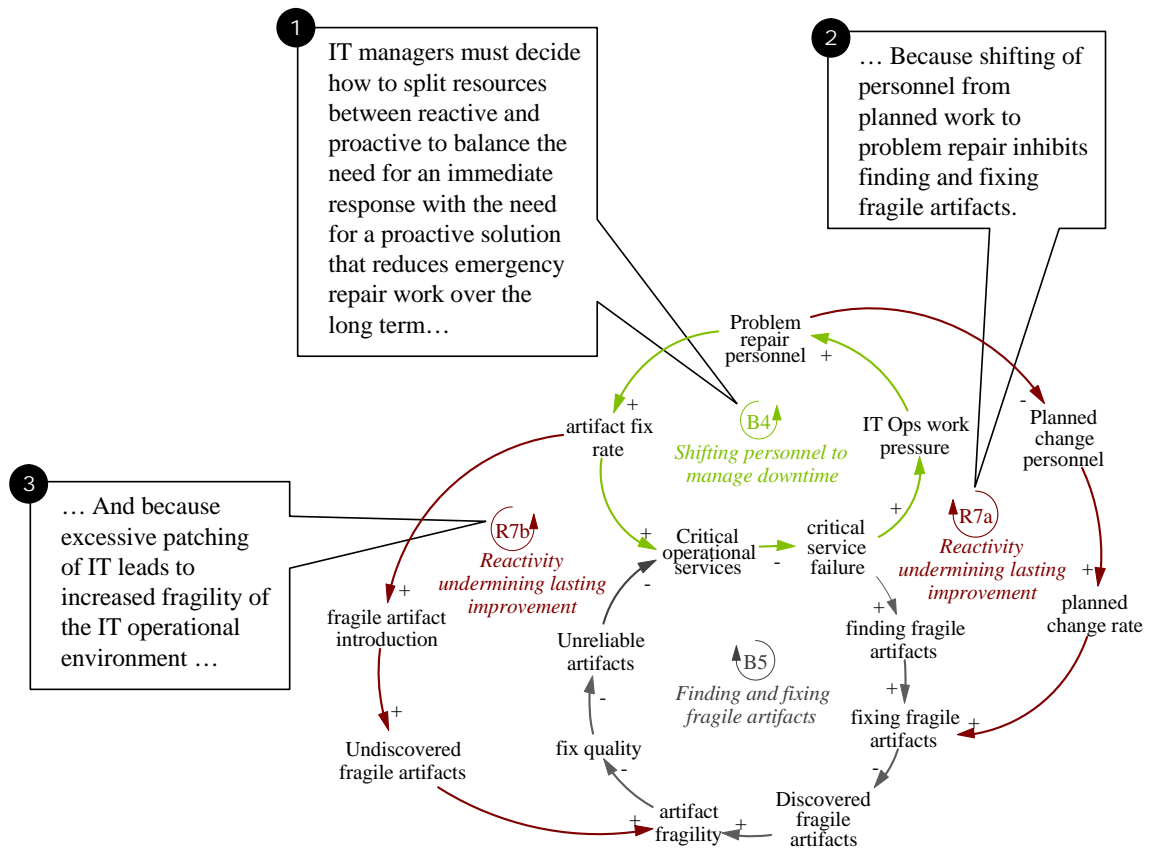 1
IT managers must decide
how to split resources
between reactive and
proactive to balance the
need for an immediate
response with the need
for a proactive solution
that reduces emergency
repair work over the
long term…
2
… Because shifting of
personnel from
planned work to
problem repair inhibits
finding and fixing
fragile artifacts.
3
… And because
excessive patching
of IT leads to
increased fragility of
the IT operational
environment …
Problem
repair
personnel
+
-
+
artifact fix
rate
B4
Shifting personnel to
manage downtime
IT Ops work
pressure
Planned
change
personnel
R7b
Reactivity
undermining lasting
improvement
+
Critical
operational
services
-
-
critical
service
failure
+
R7a
Reactivity
undermining lasting
improvement
+
planned
change rate
+
fragile artifact
introduction
+
finding fragile
artifacts
Unreliable
artifacts
B5
Finding and fixing
fragile artifacts
+
-
+
fixing fragile
artifacts
+
Undiscovered
fragile artifacts
fix quality
-
-
Discovered
fragile
artifacts
+
artifact
fragility
+